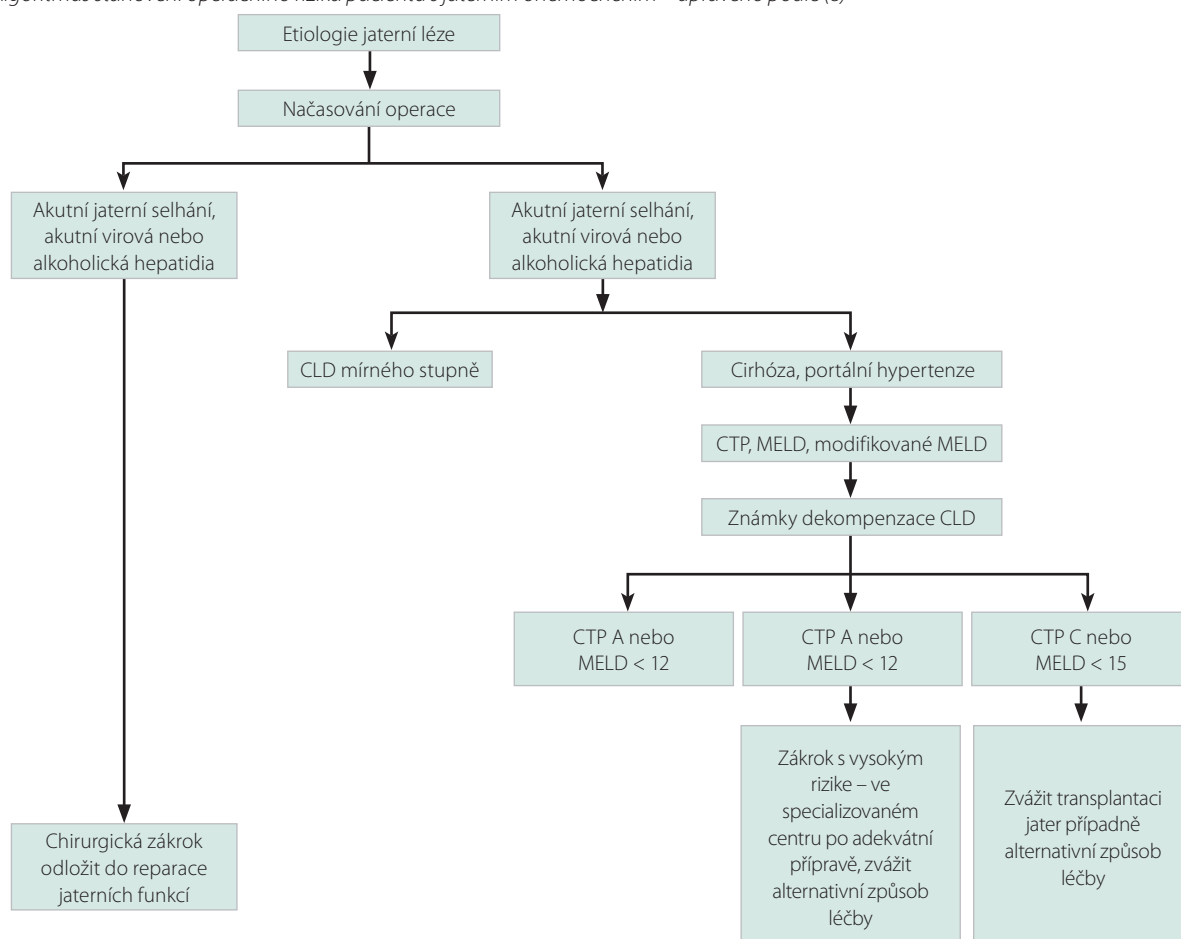 Etiologie jaterní léze
Načasování operace
Akutní jaterní selhání,
akutní virová nebo
alkoholická hepatidia
Akutní jaterní selhání,
akutní virová nebo
alkoholická hepatidia
CLD mírného stupně
Cirhóza, portální hypertenze
CTP, MELD, modifikované MELD
Známky dekompenzace CLD
CTP A nebo
MELD < 12
CTP A nebo
MELD < 12
CTP C nebo
MELD < 15
Chirurgická zákrok
odložit do reparace
jaterních funkcí
Zákrok s vysokým
rizike – ve
specializovaném
centru po adekvátní
přípravě, zvážit
alternativní způsob
léčby
Zvážit transplantaci
jater případně
alternativní způsob
léčby